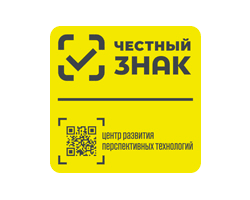 ЧЕСТНЫЙ
ЗНАК
центр развития
перспективных технологий